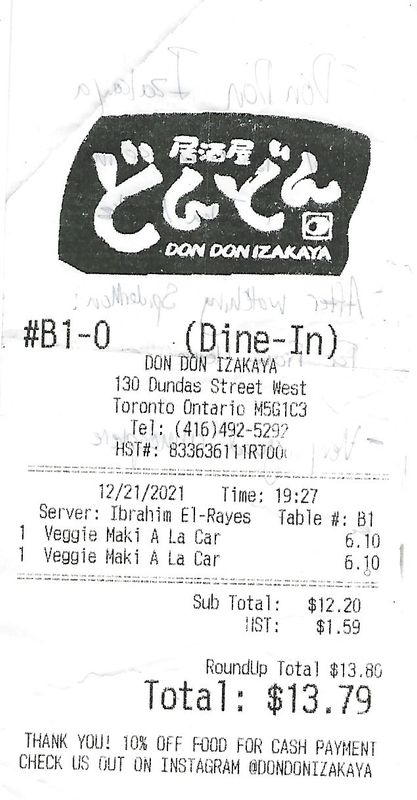 居酒屋
どんどん
DON DON IZAKAYA
#B1-0 (Dine-In)
DON DON IZAKAYA
130 Dundas Street West
Toronto Ontario M5G1C3
Tel: (416)492-5292
HST#: 833636111RT00
12/21/2021 Time: 19:27
Server: Ibrahim El-Rayes Table #: B1
1 Veggie Maki A La Car 6.10
1 Veggie Maki A La Car 6.10
Sub Total: $12.20
HST: $1.59
RoundUp Total $13.80
Total: $13.79
THANK YOU! 10% OFF FOOD FOR CASH PAYMENT
CHECK US OUT ON INSTAGRAM @DONDONIZAKAYA